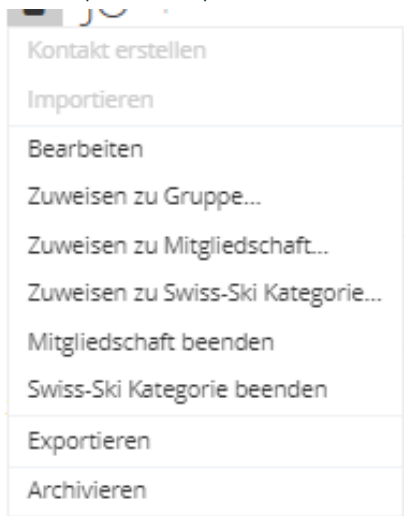 Kontakt erstellen
Importieren
Bearbeiten
Zuweisen zu Gruppe...
Zuweisen zu Mitgliedschaft...
Zuweisen zu Swiss-Ski Kategorie...
Mitgliedschaft beenden
Swiss-Ski Kategorie beenden
Exportieren
Archivieren